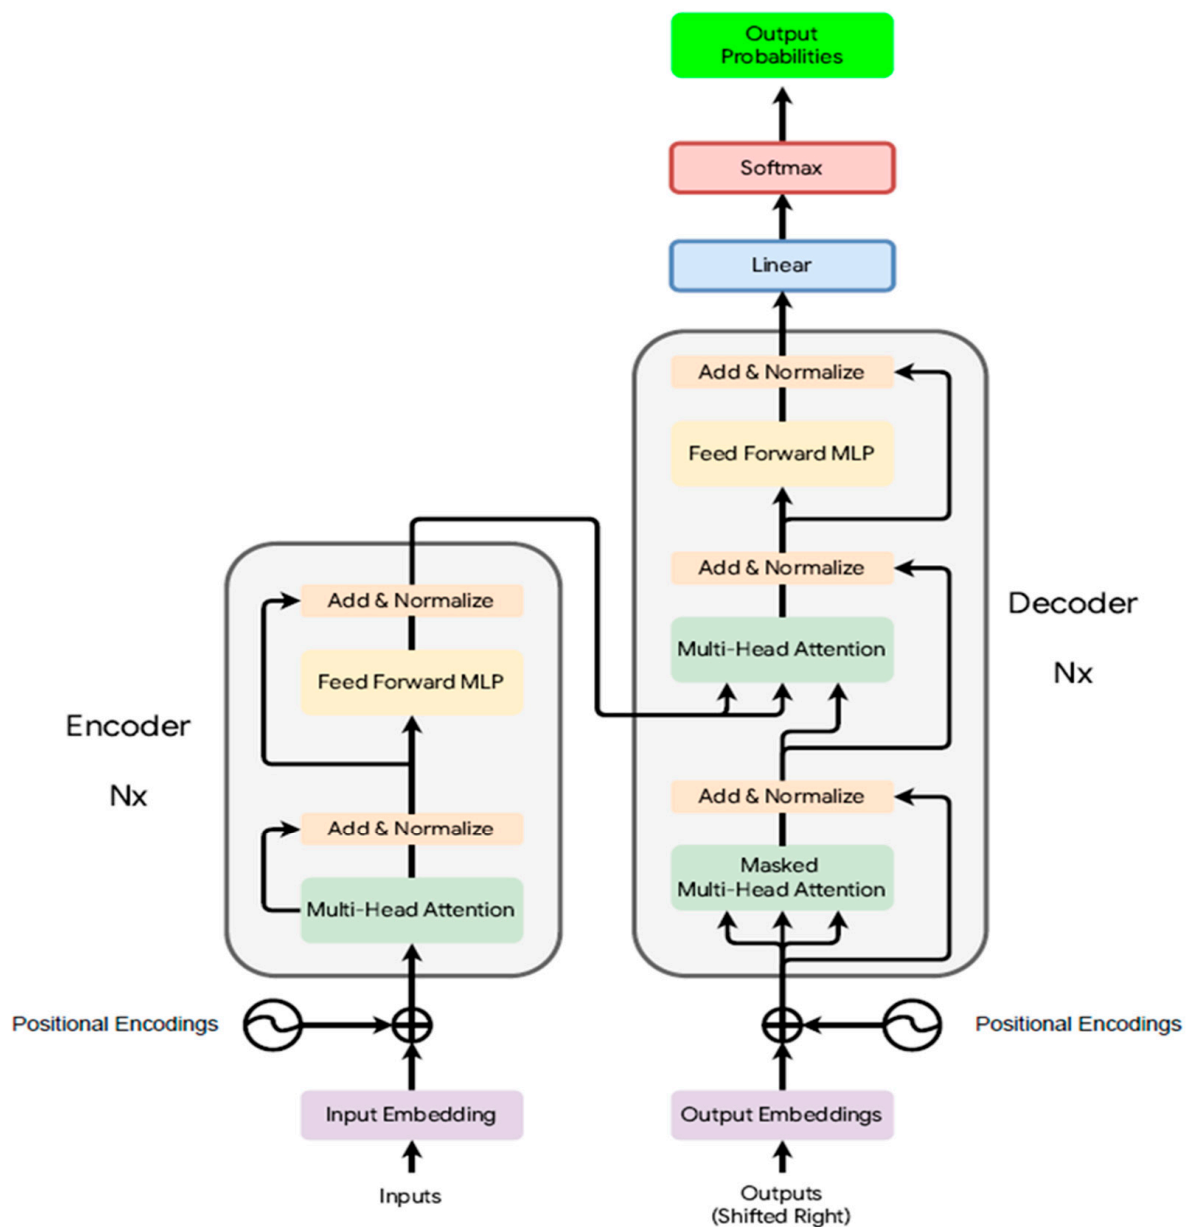 Output
Probabilities
Softmax
Linear
Add & Normalize
Feed Forward MLP
Add & Normalize
Multi-Head Attention
Add & Normalize
Masked
Multi-Head Attention
Decoder
Nx
Add & Normalize
Feed Forward MLP
Add & Normalize
Multi-Head Attention
Encoder
Nx
Positional Encodings
Positional Encodings
Input Embedding
Output Embeddings
Inputs
Outputs
(Shifted Right)